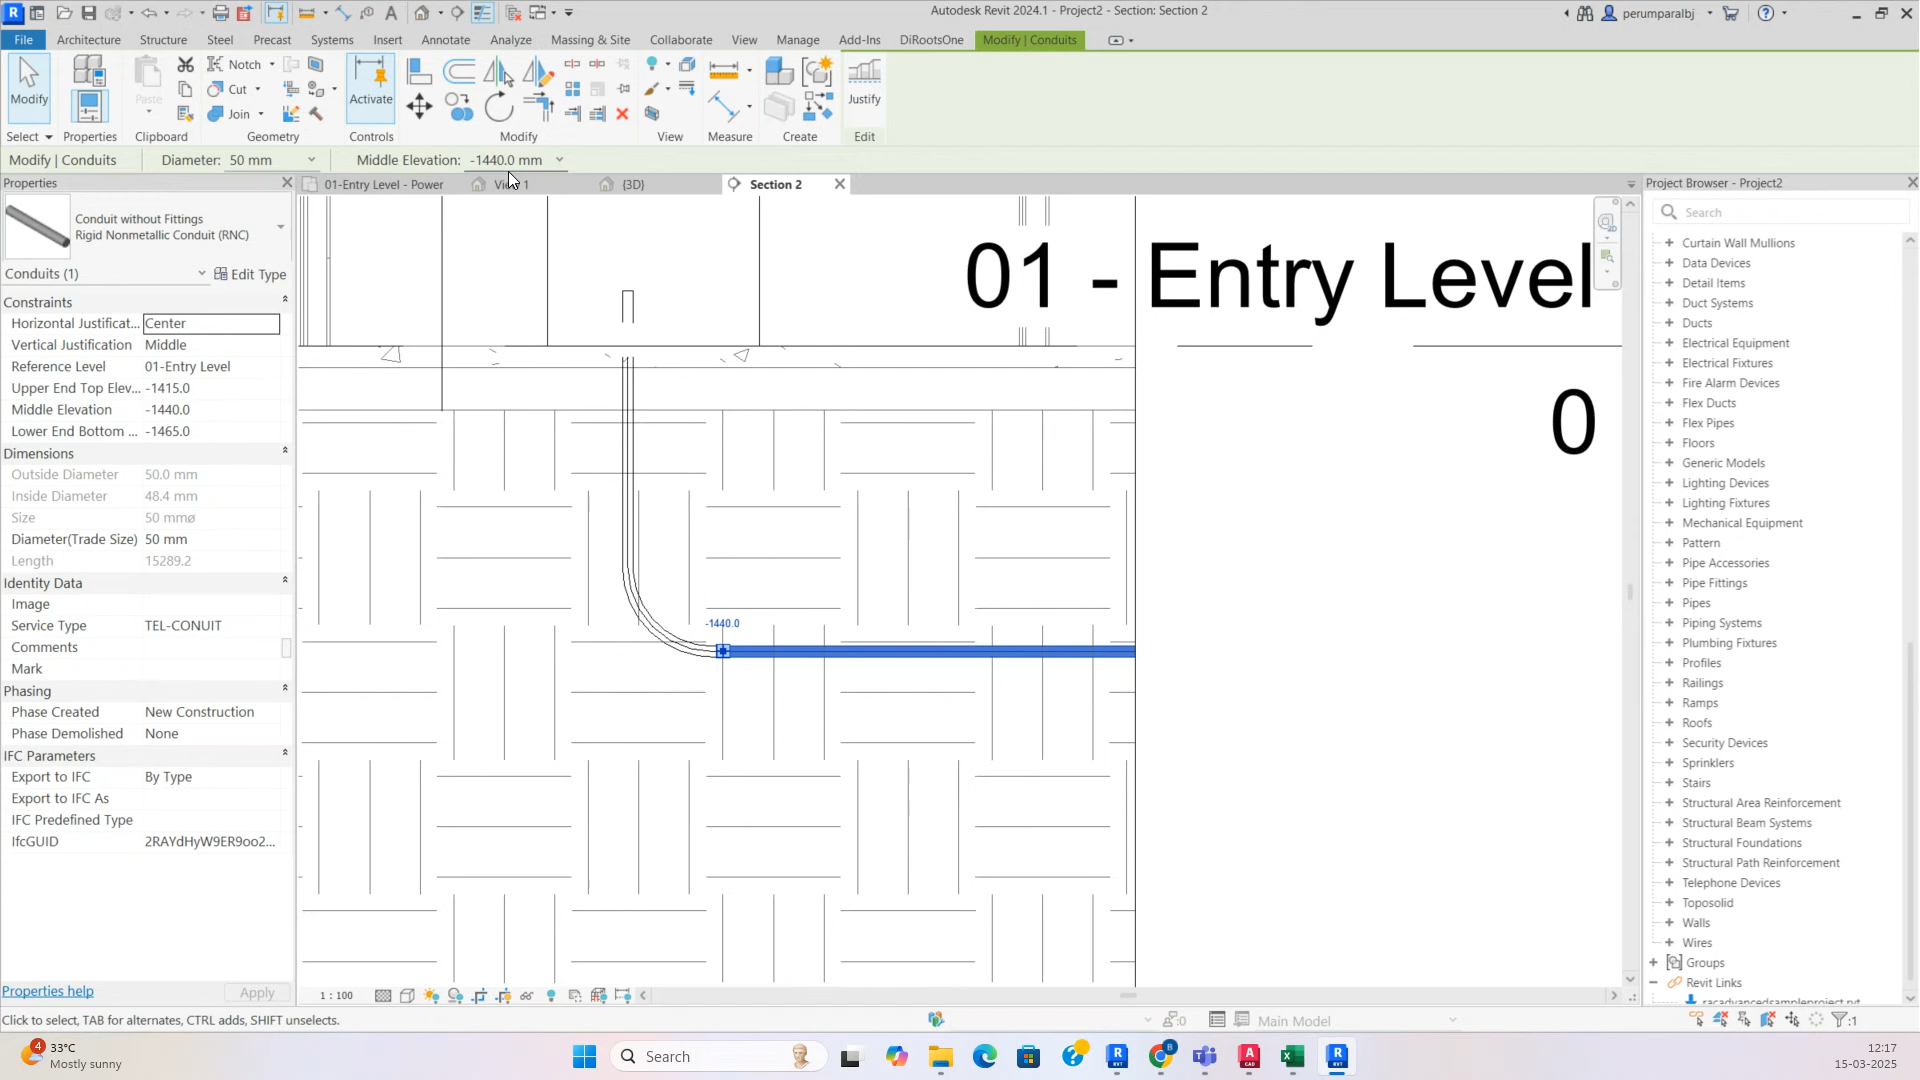 Autodesk Revit 2024.1 - Project2 - Section: Section 2
perumparalbj
File
Architecture
Structure
Steel
Precast
Systems
Insert
Annotate
Analyze
Massing & Site
Collaborate
View
Manage
Add-Ins
DiRootsOne
Modify | Conduits
Modify
Paste
Notch
Cut
Join
Activate
Justify
Select
Properties
Clipboard
Geometry
Controls
Modify
View
Measure
Create
Edit
Modify | Conduits
Diameter: 50 mm
Middle Elevation: -1440.0 mm
Properties
01-Entry Level - Power
{3D}
Section 2
Project Browser - Project2
Conduit without Fittings
Rigid Nonmetallic Conduit (RNC)
Conduits (1)
Edit Type
Constraints
Horizontal Justificat... Center
Vertical Justification Middle
Reference Level 01-Entry Level
Upper End Top Elev... -1415.0
Middle Elevation -1440.0
Lower End Bottom ... -1465.0
Dimensions
Outside Diameter 50.0 mm
Inside Diameter 48.4 mm
Size 50 mmø
Diameter(Trade Size) 50 mm
Length 15289.2
Identity Data
Image
Service Type TEL-CONUIT
Comments
Mark
Phasing
Phase Created New Construction
Phase Demolished None
IFC Parameters
Export to IFC By Type
Export to IFC As
IFC Predefined Type
IfcGUID 2RAYdHyW9ER9oo2...
Properties help
Apply
01 - Entry Level
0
-1440.0
Search
Curtain Wall Mullions
Data Devices
Detail Items
Duct Systems
Ducts
Electrical Equipment
Electrical Fixtures
Fire Alarm Devices
Flex Ducts
Flex Pipes
Floors
Generic Models
Lighting Devices
Lighting Fixtures
Mechanical Equipment
Pattern
Pipe Accessories
Pipe Fittings
Pipes
Piping Systems
Plumbing Fixtures
Profiles
Railings
Ramps
Roofs
Security Devices
Sprinklers
Stairs
Structural Area Reinforcement
Structural Beam Systems
Structural Foundations
Structural Path Reinforcement
Telephone Devices
Toposolid
Walls
Wires
Groups
Revit Links
racadvancedsampleproject.rvt
1 : 100
Click to select, TAB for alternates, CTRL adds, SHIFT unselects.
:0
Main Model
:1
4
33°C
Mostly sunny
Search
12:17
15-03-2025